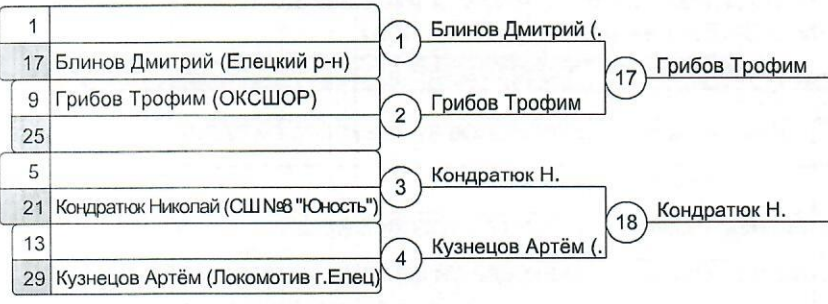 1
17 Блинов Дмитрий (Елецкий р-н)
1
Блинов Дмитрий (.
9 Грибов Трофим (ОКСШОР)
25
2
Грибов Трофим
17
Грибов Трофим
5
21 Кондратюк Николай (СШ №8 "Юность")
3
Кондратюк Н.
13
29 Кузнецов Артём (Локомотив г.Елец)
4
Кузнецов Артём (.
18
Кондратюк Н.